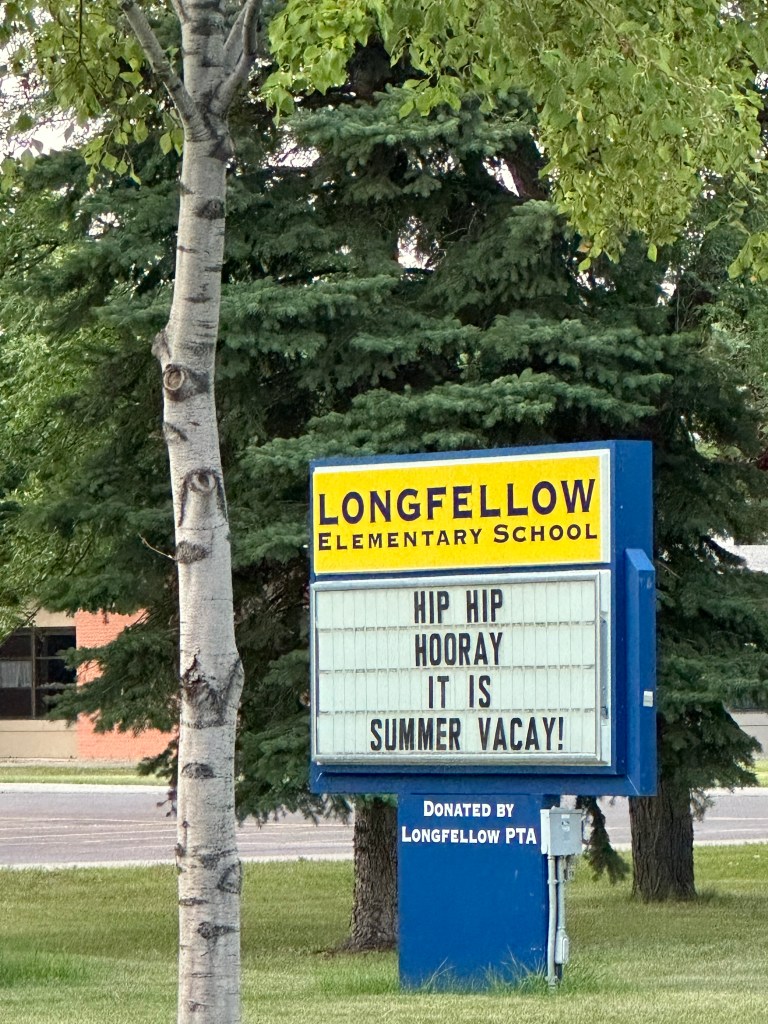 LONGFELLOW
ELEMENTARY SCHOOL
HIP HIP
HOORAY
IT IS
SUMMER VACAY!
DONATED BY
LONGFELLOW PTA